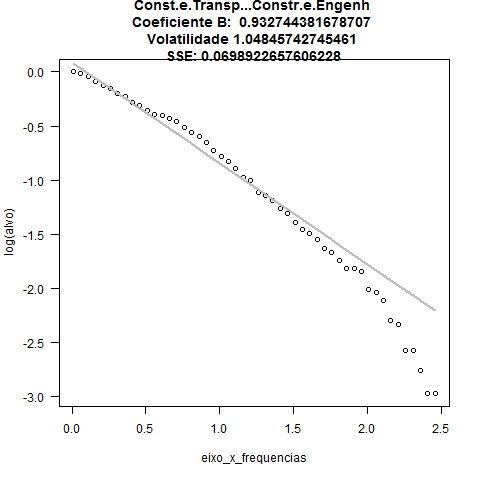 Const.e.Transp...Constr.e.Engenh
Coeficiente B:  0.932744381678707
Volatilidade 1.04845742745461
SSE: 0.0698922657606228
0.0
-0.5
-1.0
-1.5
-2.0
-2.5
-3.0
log(alvo)
0.0 0.5 1.0 1.5 2.0 2.5
eixo_x_frequencias